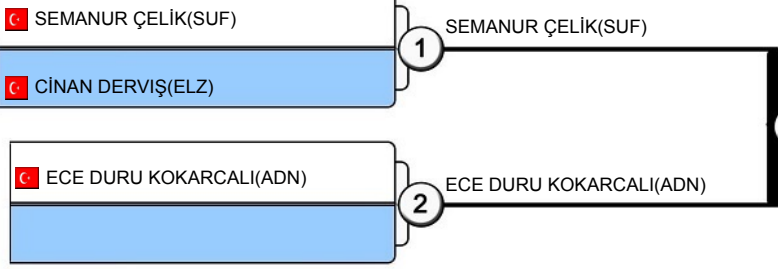 SEMANUR ÇELİK(SUF)
1
SEMANUR ÇELİK(SUF)
CİNAN DERVIŞ(ELZ)
ECE DURU KOKARCALI(ADN)
2
ECE DURU KOKARCALI(ADN)